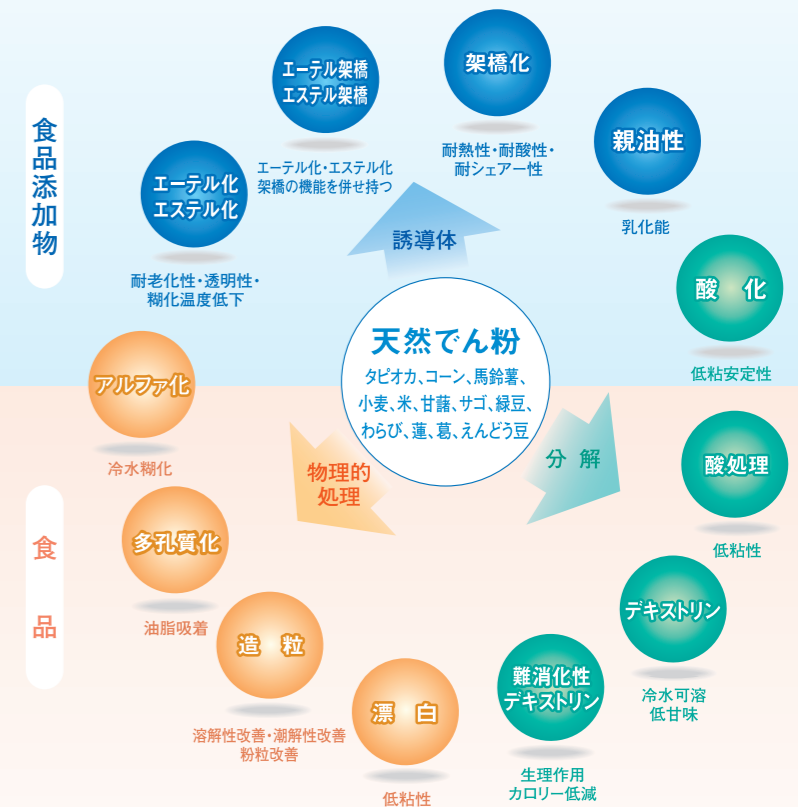 食品添加物
エーテル架橋
エステル架橋
エーテル化・エステル化
架橋の機能を併せ持つ
架橋化
耐熱性・耐酸性・
耐シェアー性
親油性
乳化能
エーテル化
エステル化
耐老化性・透明性・
糊化温度低下
誘導体
酸 化
低粘安定性
天然でん粉
タピオカ、コーン、馬鈴薯、
小麦、米、甘藷、サゴ、緑豆、
わらび、蓮、葛、えんどう豆
食 品
アルファ化
冷水糊化
物理的
処理
分 解
酸処理
低粘性
多孔質化
油脂吸着
デキストリン
冷水可溶
低甘味
造 粒
溶解性改善・潮解性改善
粉粒改善
難消化性
デキストリン
生理作用
カロリー低減
漂 白
低粘性